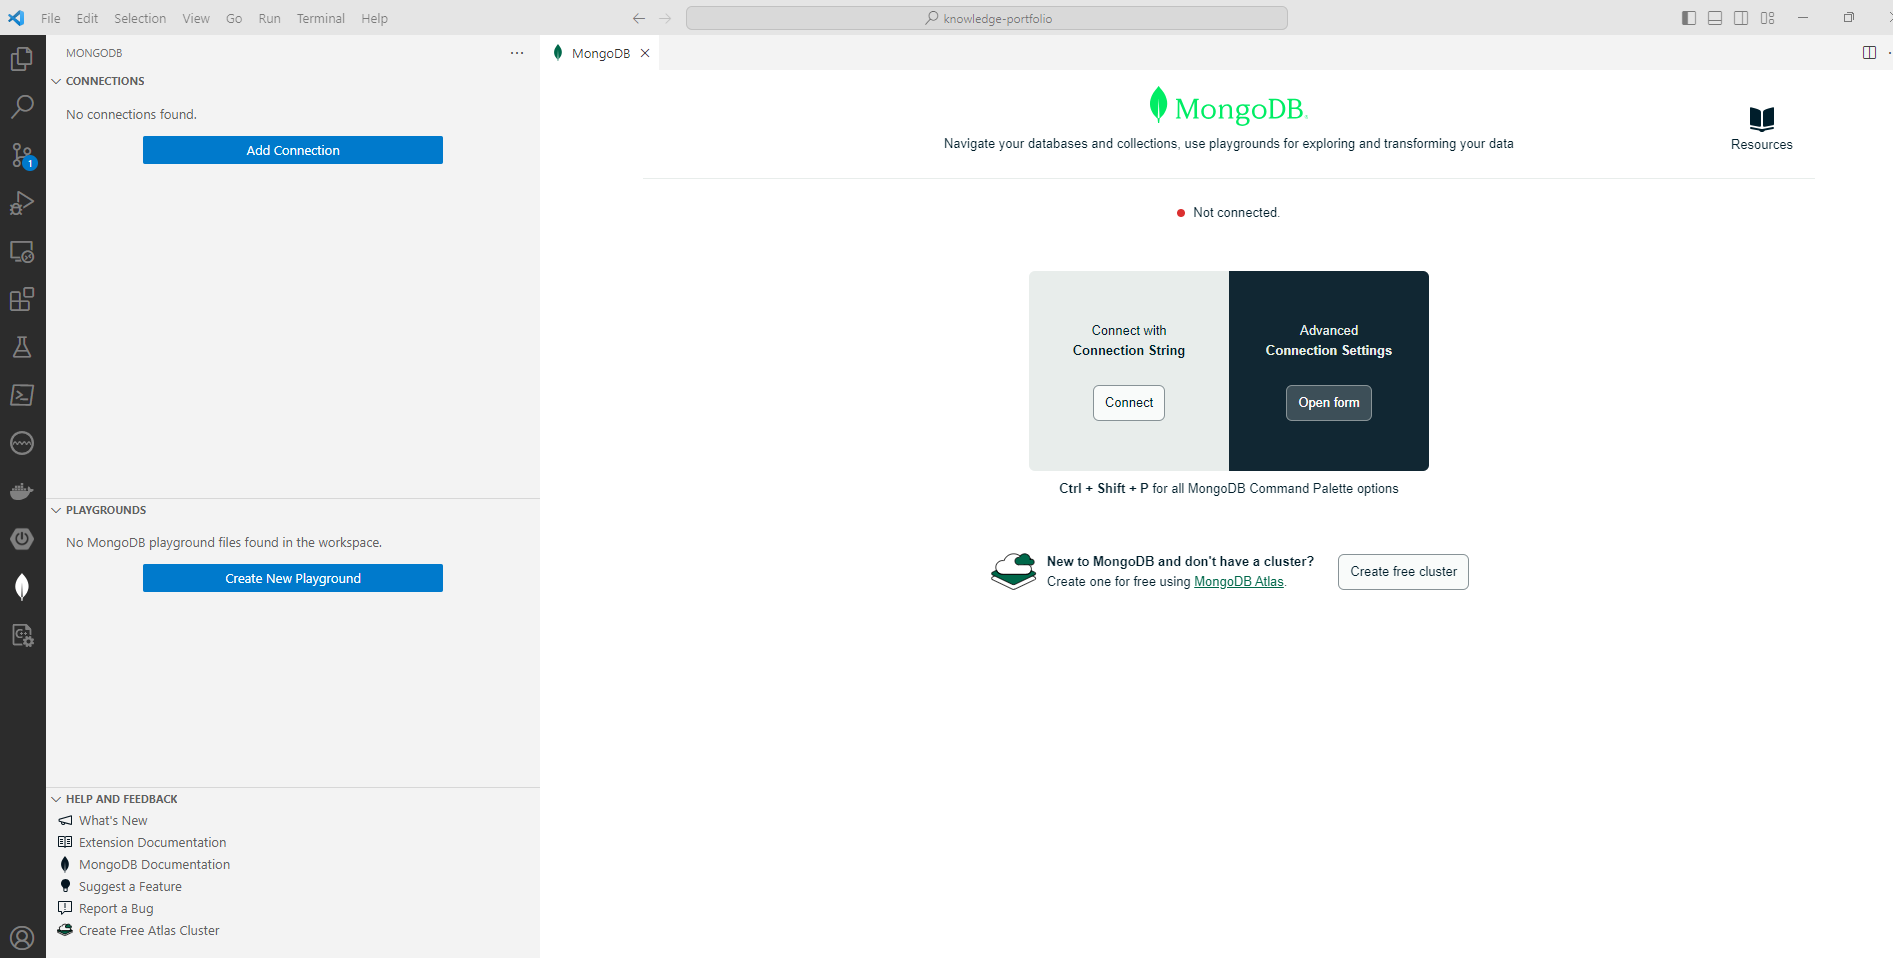 File Edit Selection View Go Run Terminal Help
knowledge-portfolio
MONGODB
MongoDB
CONNECTIONS
No connections found.
Add Connection
1
PLAYGROUNDS
No MongoDB playground files found in the workspace.
Create New Playground
HELP AND FEEDBACK
What's New
Extension Documentation
MongoDB Documentation
Suggest a Feature
Report a Bug
Create Free Atlas Cluster
MongoDB.
Navigate your databases and collections, use playgrounds for exploring and transforming your data
Resources
Not connected.
Connect with
Connection String
Connect
Advanced
Connection Settings
Open form
Ctrl + Shift + P for all MongoDB Command Palette options
New to MongoDB and don't have a cluster?
Create one for free using MongoDB Atlas.
Create free cluster